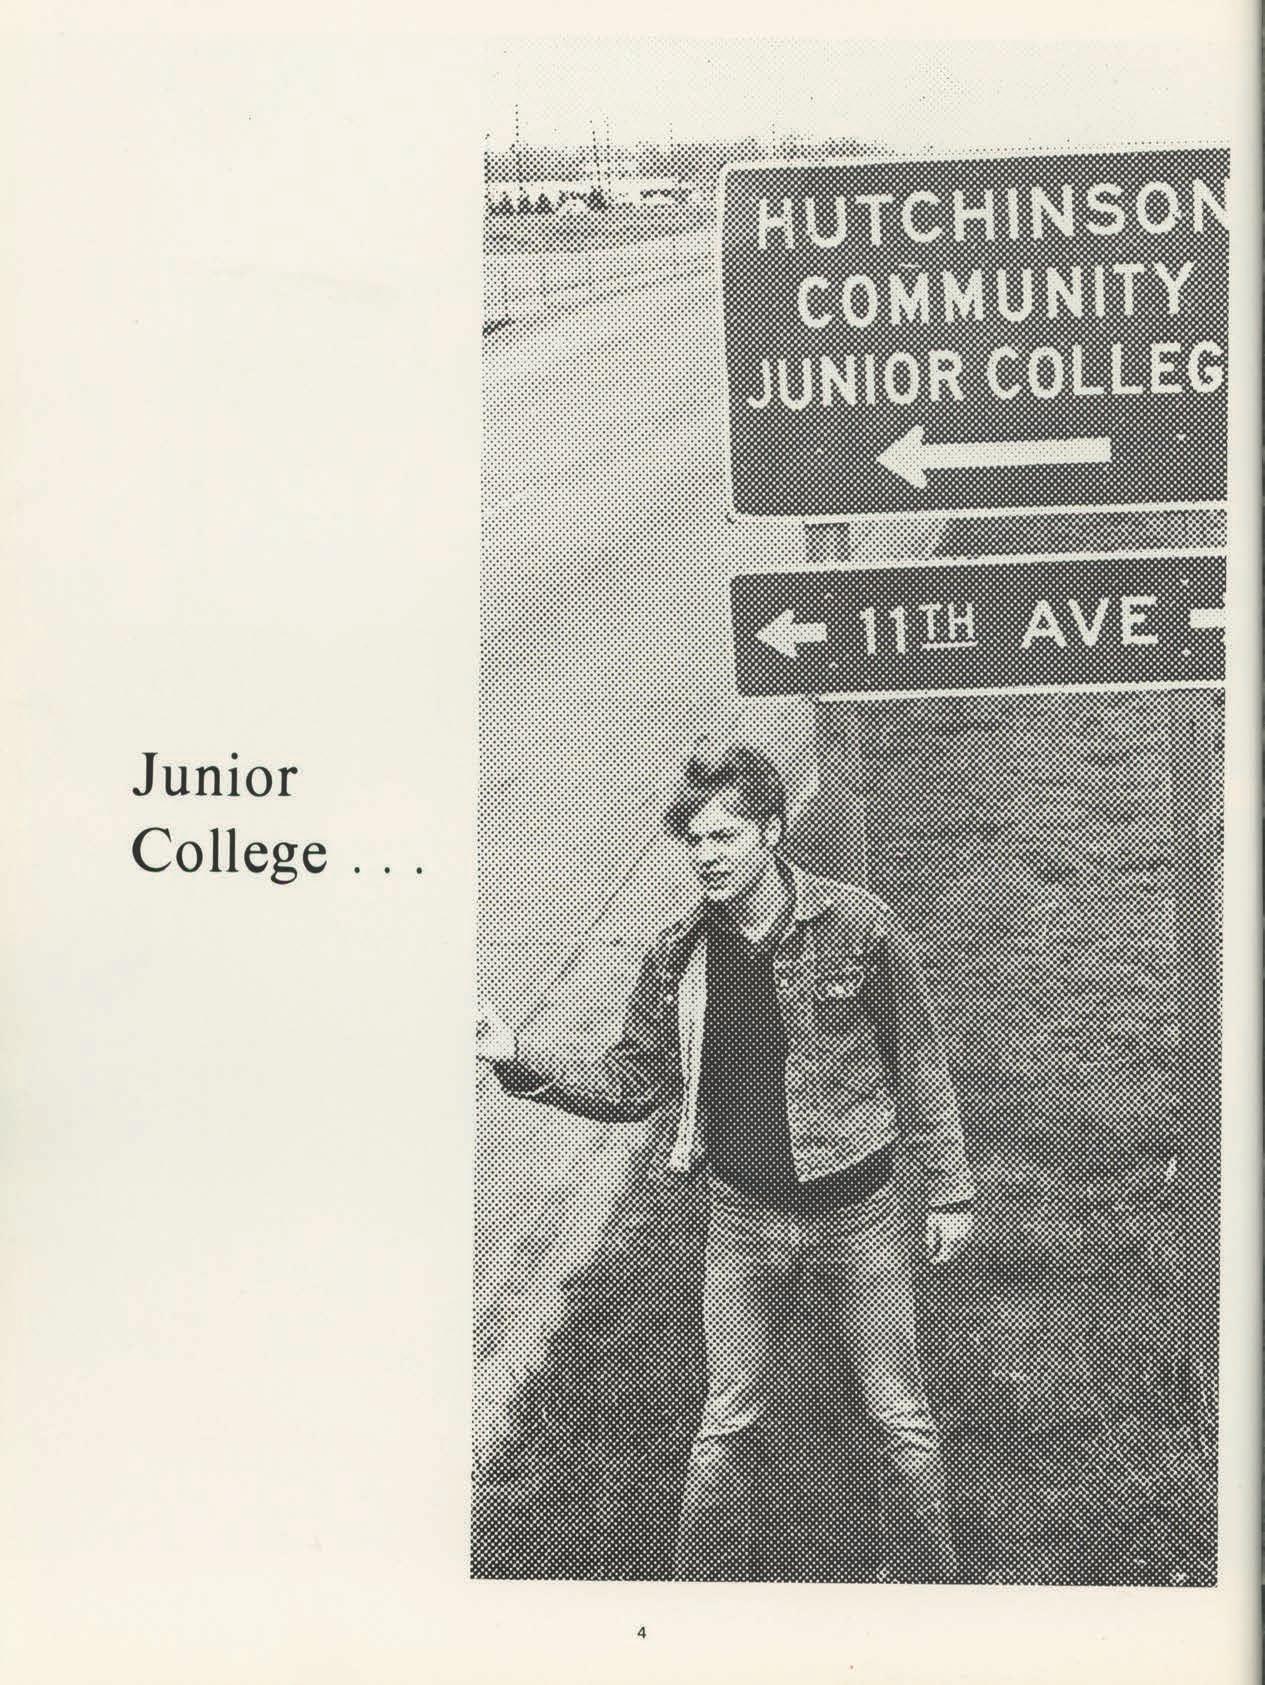 HUTCHINSON
COMMUNITY
JUNIOR COLLEG
11TH AVE
Junior
College . . .
4